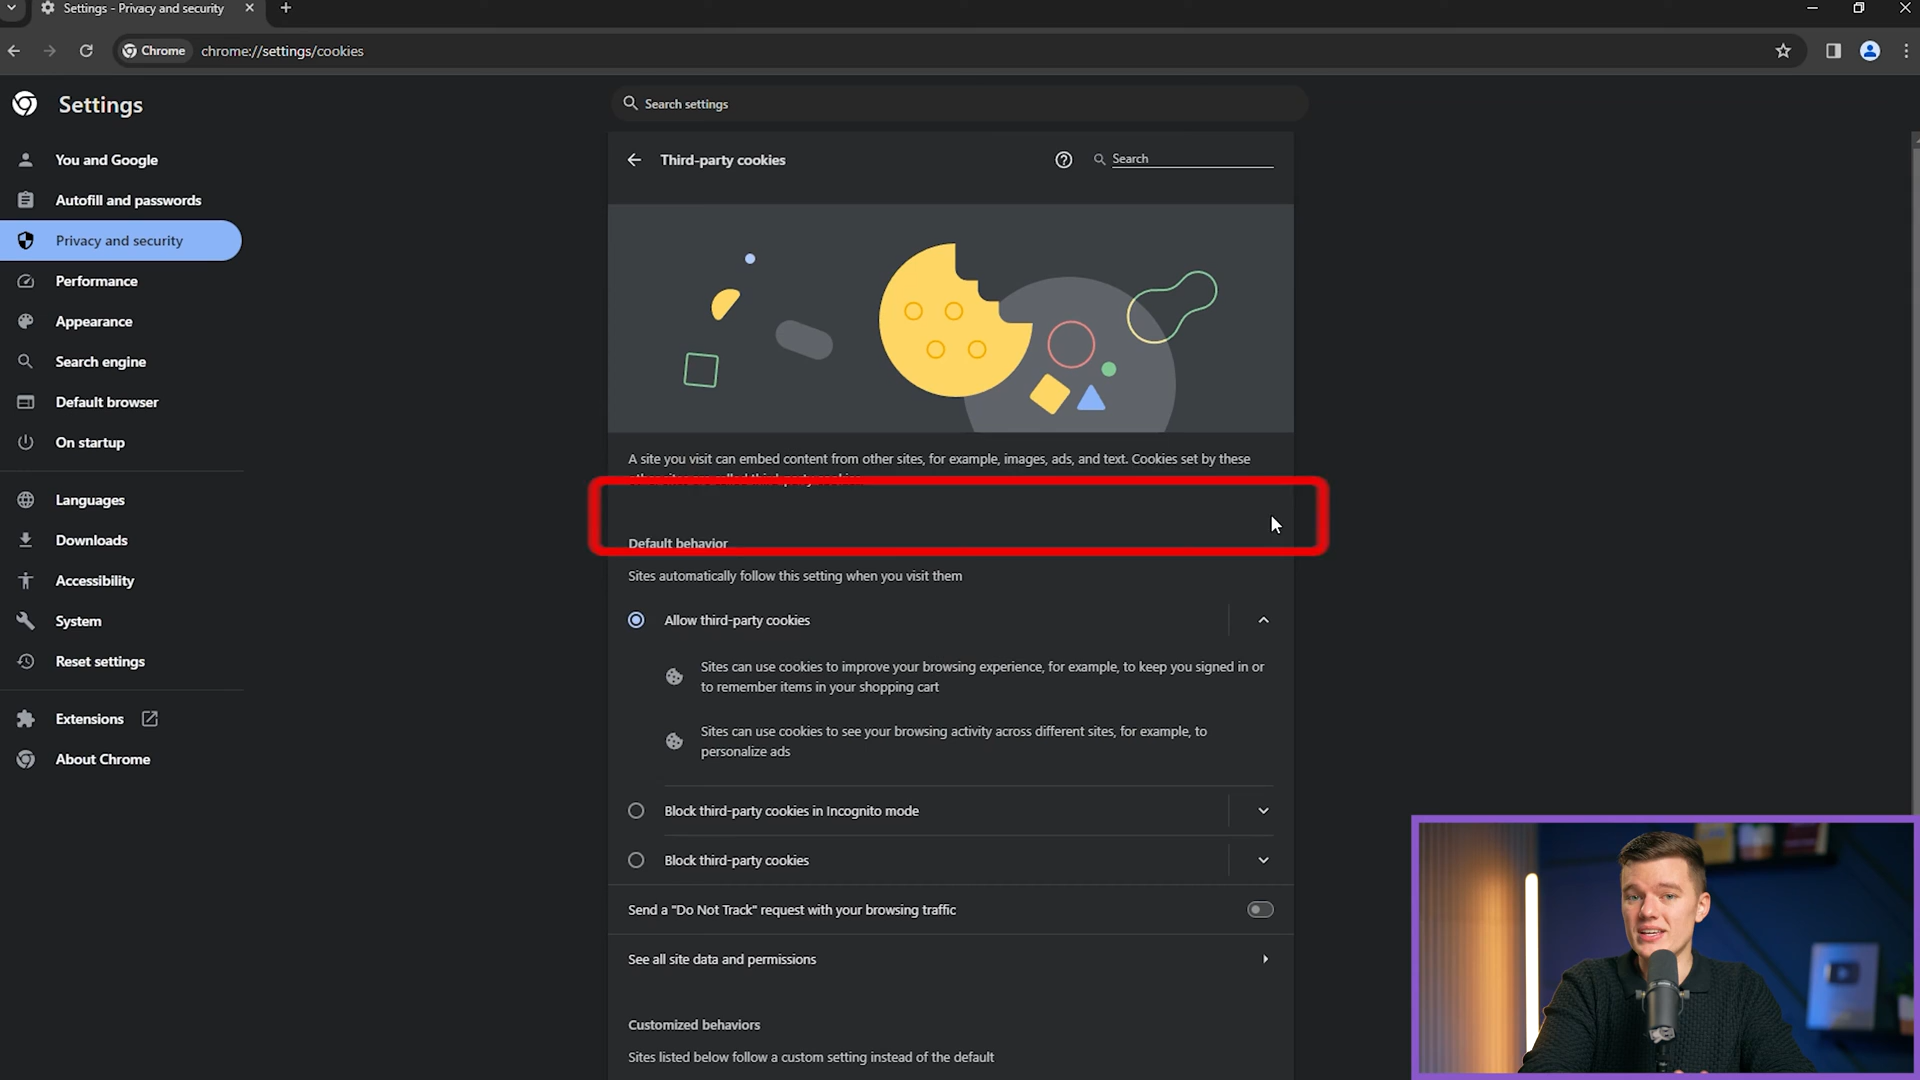 Settings - Privacy and security
Chrome
chrome://settings/cookies
Settings
Search settings
You and Google
Autofill and passwords
Privacy and security
Performance
Appearance
Search engine
Default browser
On startup
Languages
Downloads
Accessibility
System
Reset settings
Extensions
About Chrome
Third-party cookies
Search
A site you visit can embed content from other sites, for example, images, ads, and text. Cookies set by these
other sites are called third-party cookies.
Default behavior
Sites automatically follow this setting when you visit them
Allow third-party cookies
Sites can use cookies to improve your browsing experience, for example, to keep you signed in or
to remember items in your shopping cart
Sites can use cookies to see your browsing activity across different sites, for example, to
personalize ads
Block third-party cookies in Incognito mode
Block third-party cookies
Send a "Do Not Track" request with your browsing traffic
See all site data and permissions
Customized behaviors
Sites listed below follow a custom setting instead of the default